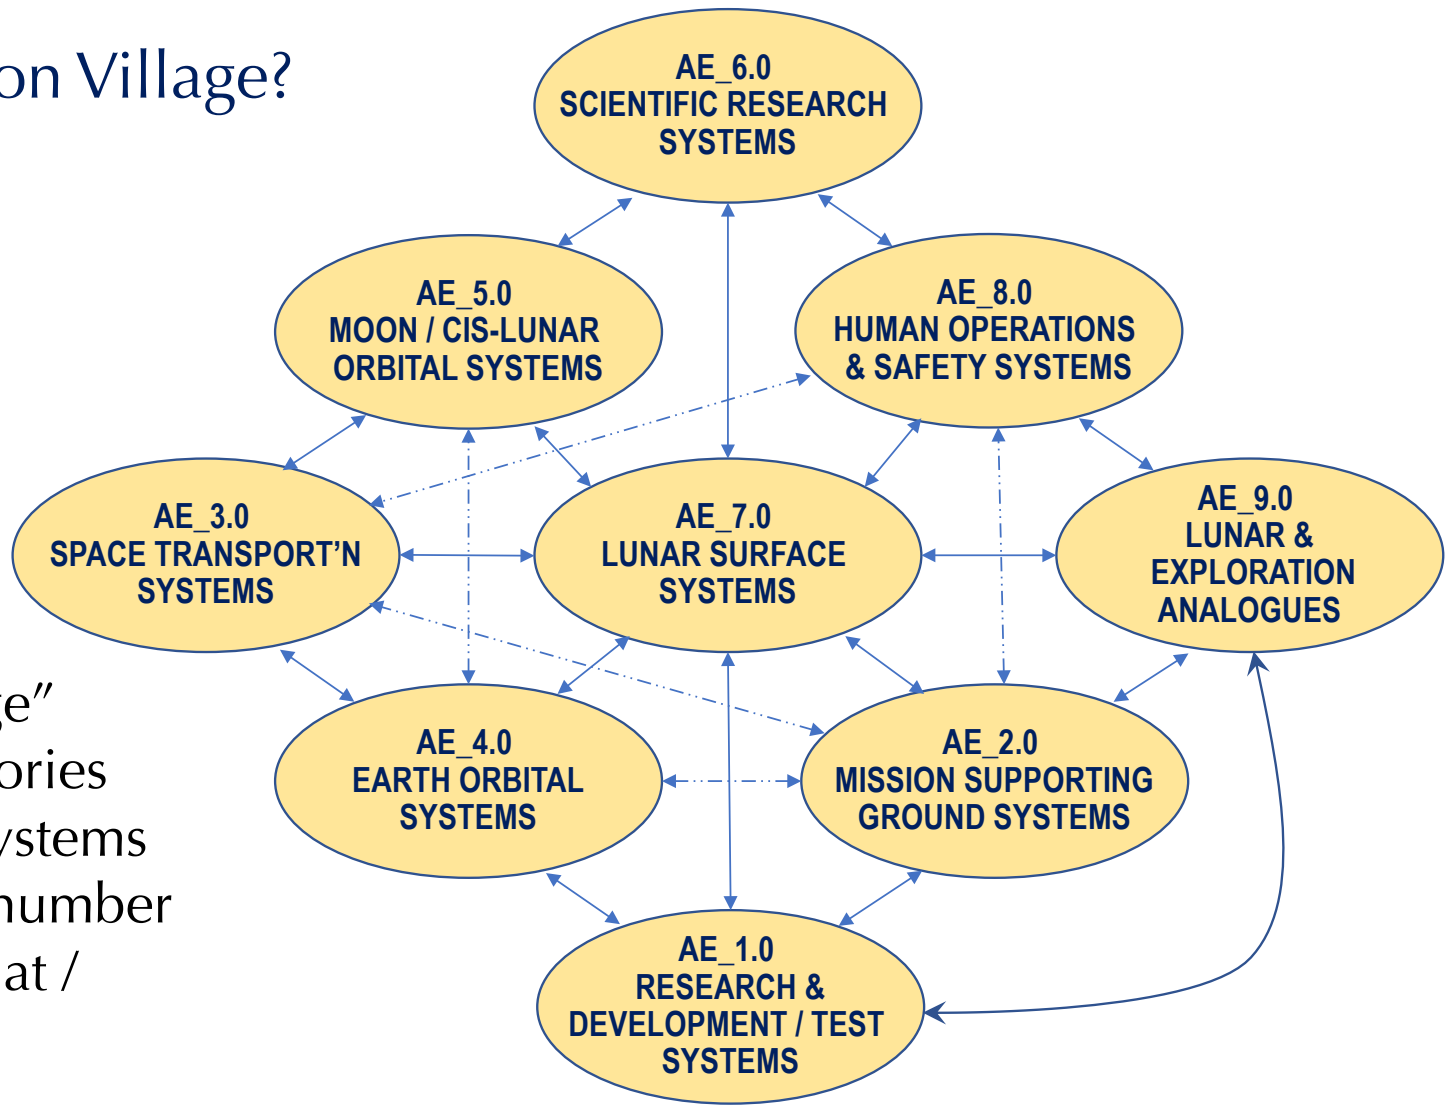 on Village?
AE_6.0
SCIENTIFIC RESEARCH
SYSTEMS
AE_5.0
MOON / CIS-LUNAR
ORBITAL SYSTEMS
AE_8.0
HUMAN OPERATIONS
& SAFETY SYSTEMS
AE_3.0
SPACE TRANSPORT’N
SYSTEMS
AE_7.0
LUNAR SURFACE
SYSTEMS
AE_9.0
LUNAR &
EXPLORATION
ANALOGUES
ge”
ories
ystems
number
at /
AE_4.0
EARTH ORBITAL
SYSTEMS
AE_2.0
MISSION SUPPORTING
GROUND SYSTEMS
AE_1.0
RESEARCH &
DEVELOPMENT / TEST
SYSTEMS